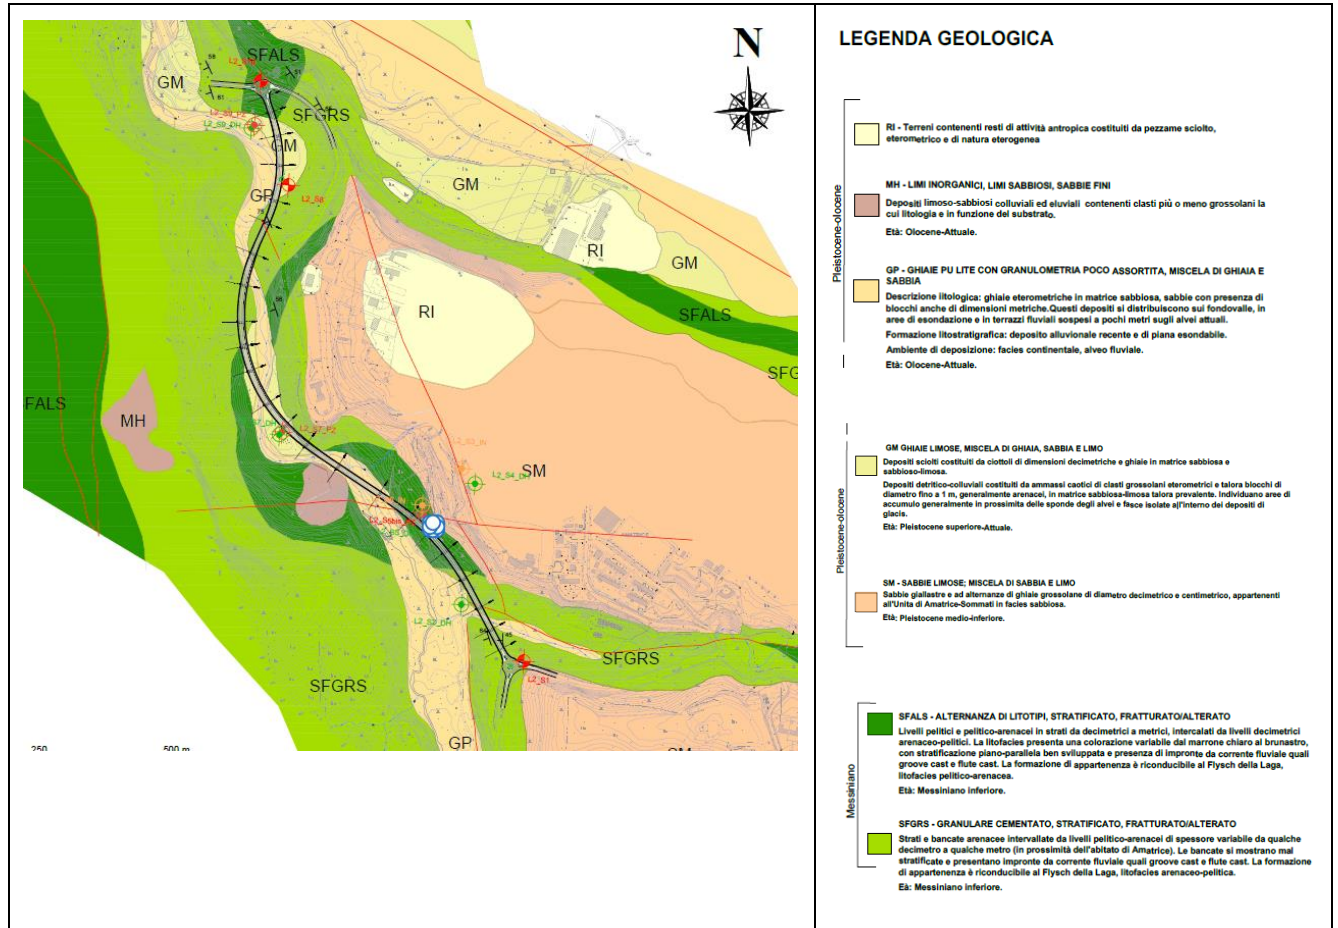 N
SFALS
GM
SFGRS
L2_S9_P2
L2_S9_DH
GM
GM
GP
L2_S8
RI
GM
RI
SFALS
SFG
FALS
MH
SM
L2_S4_DH
L2_S3_DH
SFGRS
L2_S1
SFGRS
GP
250
500 m
LEGENDA GEOLOGICA
Pleistocene-olocene
RI - Terreni contenenti resti di attività antropica costituiti da pezzame sciolto,
eterometrico e di natura eterogenea
MH - LIMI INORGANICI, LIMI SABBIOSI, SABBIE FINI
Depositi limoso-sabbiosi colluviali ed eluviali contenenti clasti più o meno grossolani la
cui litologia e in funzione del substrato.
Età: Olocene-Attuale.
GP - GHIAIE PU LITE CON GRANULOMETRIA POCO ASSORTITA, MISCELA DI GHIAIA E
SABBIA
Descrizione litologica: ghiaie eterometriche in matrice sabbiosa, sabbie con presenza di
blocchi anche di dimensioni metriche.Questi depositi si distribuiscono sui fondovalle, in
aree di esondazione e in terrazzi fluviali sospesi a pochi metri sugli alvei attuali.
Formazione litostratigrafica: deposito alluvionale recente e di piana esondabile.
Ambiente di deposizione: facies continentale, alveo fluviale.
Età: Olocene-Attuale.
Pleistocene-olocene
GM GHIAIE LIMOSE, MISCELA DI GHIAIA, SABBIA E LIMO
Depositi sciolti costituiti da ciottoli di dimensioni decimetriche e ghiaie in matrice sabbiosa e
sabbioso-limosa.
Depositi detritico-colluviali costituiti da ammassi caotici di clasti grossolani eterometrici e talora blocchi di
diametro fino a 1 m, generalmente arenacei, in matrice sabbiosa-limosa talora prevalente. Individuano aree di
accumulo generalmente in prossimita delle sponde degli alvei e fasce isolate all'interno dei depositi di
glacis.
Età: Pleistocene superiore-Attuale.
SM - SABBIE LIMOSE; MISCELA DI SABBIA E LIMO
Sabbie giallastre e ad alternanze di ghiaie grossolane di diametro decimetrico e centimetrico, appartenenti
all'Unita di Amatrice-Sommati in facies sabbiosa.
Età: Pleistocene medio-inferiore.
Messiniano
SFALS - ALTERNANZA DI LITOTIPI, STRATIFICATO, FRATTURATO/ALTERATO
Livelli pelitici e pelitico-arenacei in strati da decimetrici a metrici, intercalati da livelli decimetrici
arenaceo-pelitici. La litofacies presenta una colorazione variabile dal marrone chiaro al brunastro,
con stratificazione piano-parallela ben sviluppata e presenza di impronte da corrente fluviale quali
groove cast e flute cast. La formazione di appartenenza è riconducibile al Flysch della Laga,
litofacies pelitico-arenacea.
Età: Messiniano inferiore.
SFGRS - GRANULARE CEMENTATO, STRATIFICATO, FRATTURATO/ALTERATO
Strati e bancate arenacee intervallate da livelli pelitico-arenacei di spessore variabile da qualche
decimetro a qualche metro (in prossimità dell'abitato di Amatrice). Le bancate si mostrano mal
stratificate e presentano impronte da corrente fluviale quali groove cast e flute cast. La formazione
di appartenenza è riconducibile al Flysch della Laga, litofacies arenaceo-pelitica.
Eà: Messiniano inferiore.